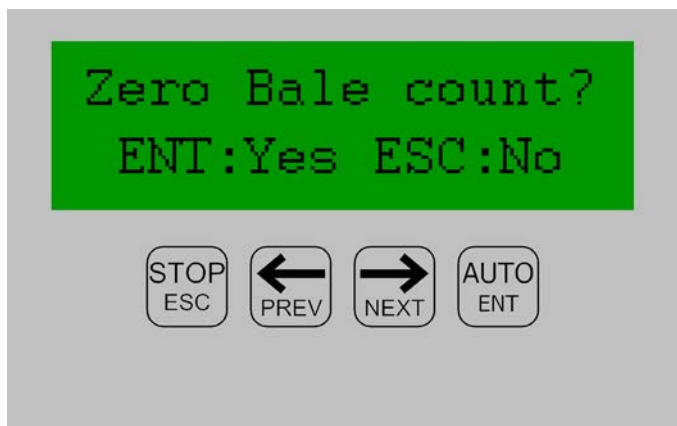 Zero Bale count?
ENT:Yes ESC:No
STOP
ESC
PREV
NEXT
AUTO
ENT